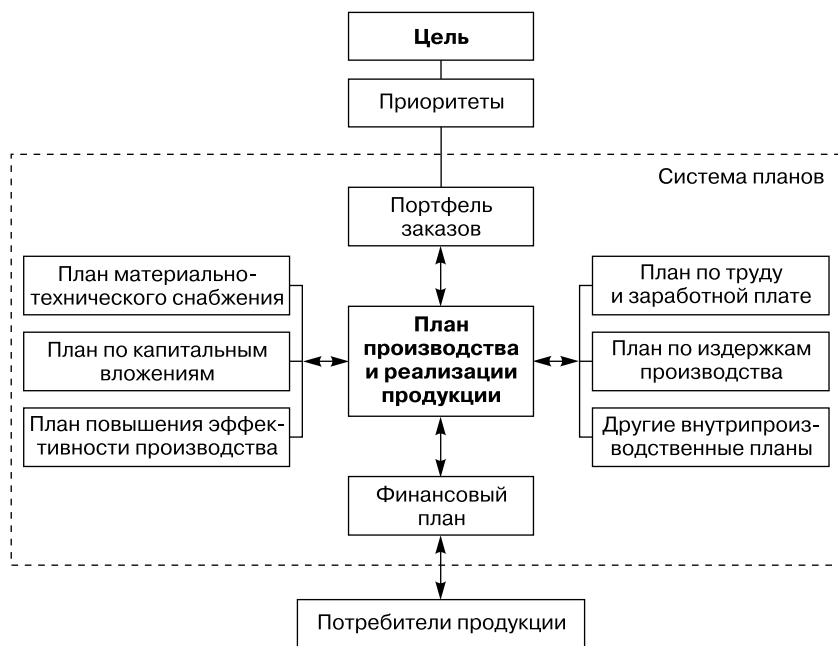 Цель
Приоритеты
Система планов
Портфель
заказов
План материально-
технического снабжения
План по капитальным
вложениям
План повышения эффек-
тивности производства
План
производства
и реализации
продукции
План по труду
и заработной плате
План по издержкам
производства
Другие внутрипроиз-
водственные планы
Финансовый
план
Потребители продукции